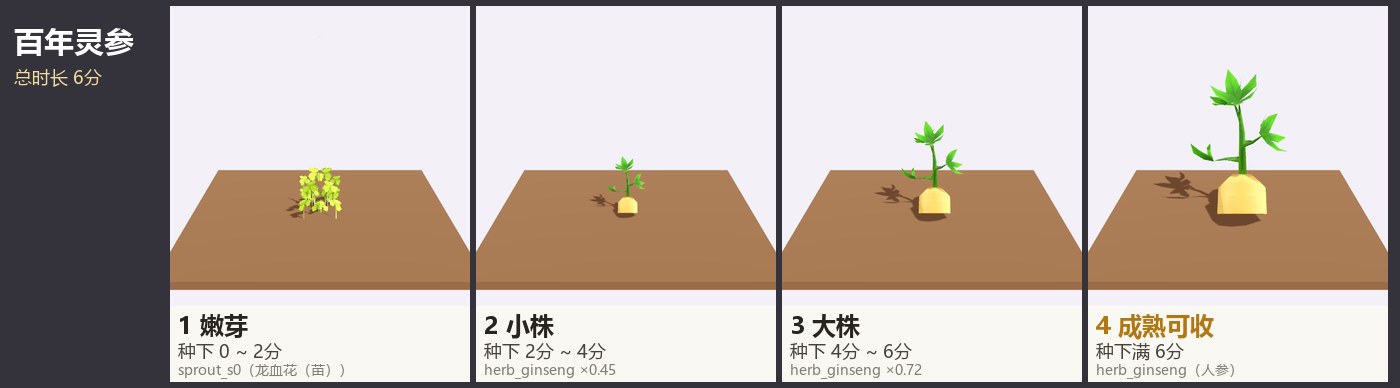 百年灵参
总时长 6分
1 嫩芽
种下 0 ~ 2分
sprout_s0（龙血花（苗））
2 小株
种下 2分 ~ 4分
herb_ginseng ×0.45
3 大株
种下 4分 ~ 6分
herb_ginseng ×0.72
4 成熟可收
种下满 6分
herb_ginseng（人参）